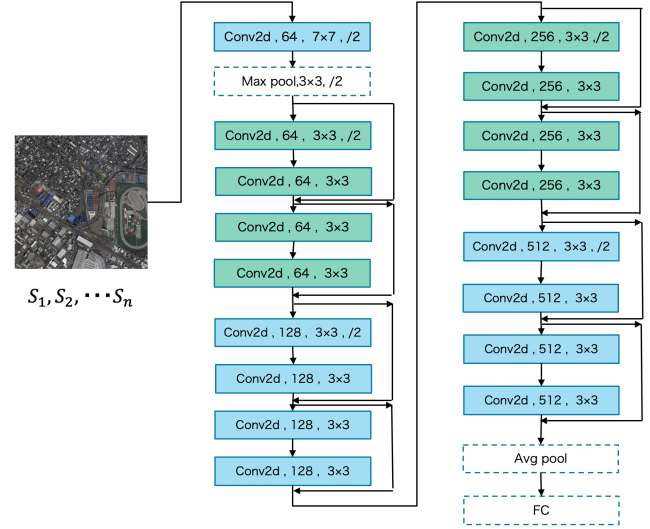 Conv2d , 64 , 7×7 , /2
Max pool,3×3, /2
Conv2d , 64 , 3×3 , /2
Conv2d , 64 , 3×3
Conv2d , 64 , 3×3
Conv2d , 64 , 3×3
Conv2d , 128 , 3×3 , /2
Conv2d , 128 , 3×3
Conv2d , 128 , 3×3
Conv2d , 128 , 3×3
S₁, S₂, ⋯Sₙ
Conv2d , 256 , 3×3 ,/2
Conv2d , 256 , 3×3
Conv2d , 256 , 3×3
Conv2d , 256 , 3×3
Conv2d , 512 , 3×3 , /2
Conv2d , 512 , 3×3
Conv2d , 512 , 3×3
Conv2d , 512 , 3×3
Avg pool
FC